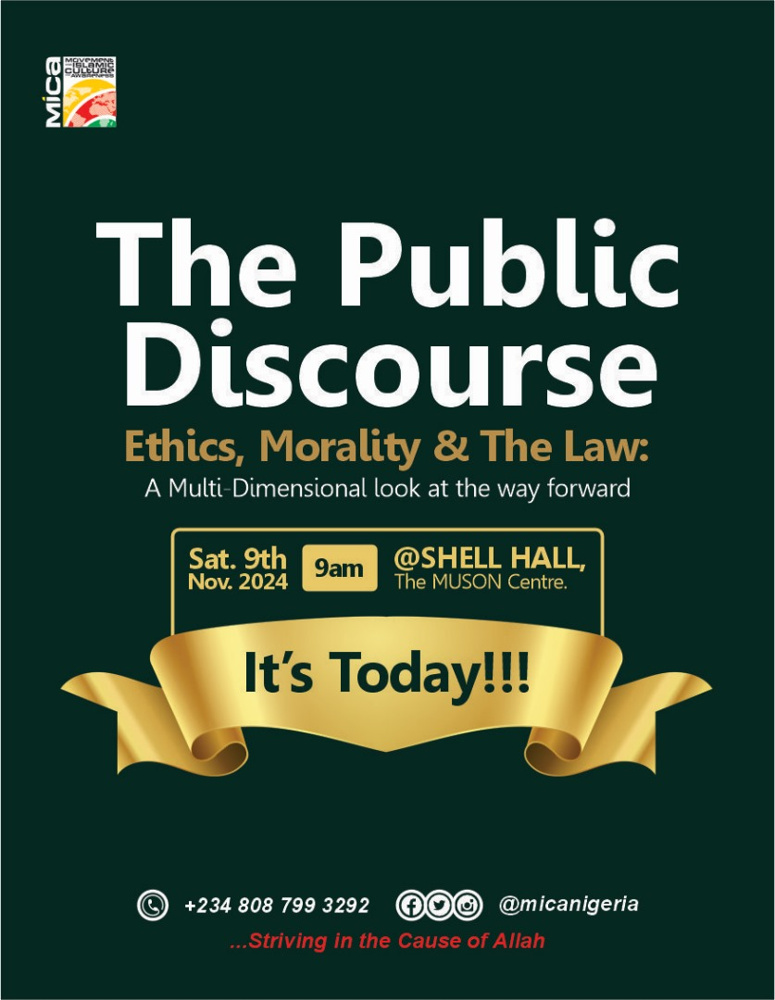 MiCA
MOVEMENT
ISLAMIC
CULTURE
AWARENESS
The Public
Discourse
Ethics, Morality & The Law:
A Multi-Dimensional look at the way forward
Sat. 9th
Nov. 2024
9am
@SHELL HALL,
The MUSON Centre.
It's Today!!!
+234 808 799 3292
@micanigeria
...Striving in the Cause of Allah